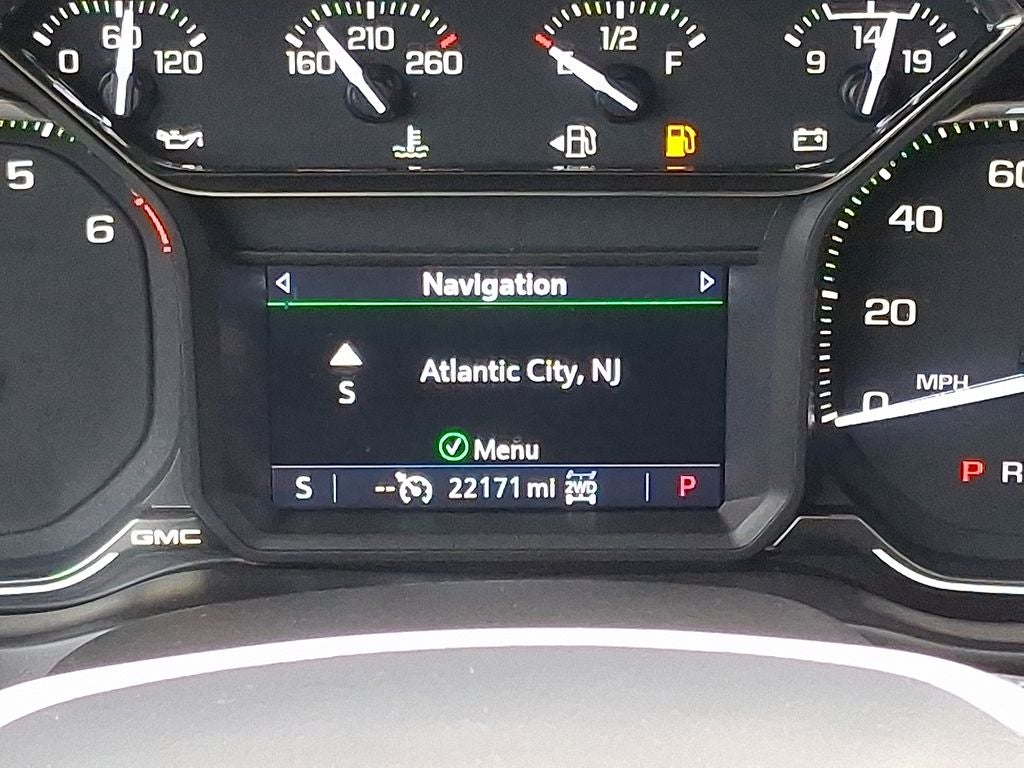 0 60 120
160 210 260
E 1/2 F
9 14 19
5
6
60
40
20
0
MPH
P R
Navigation
S
Atlantic City, NJ
Menu
S -- 22171 mi 2WD P
GMC